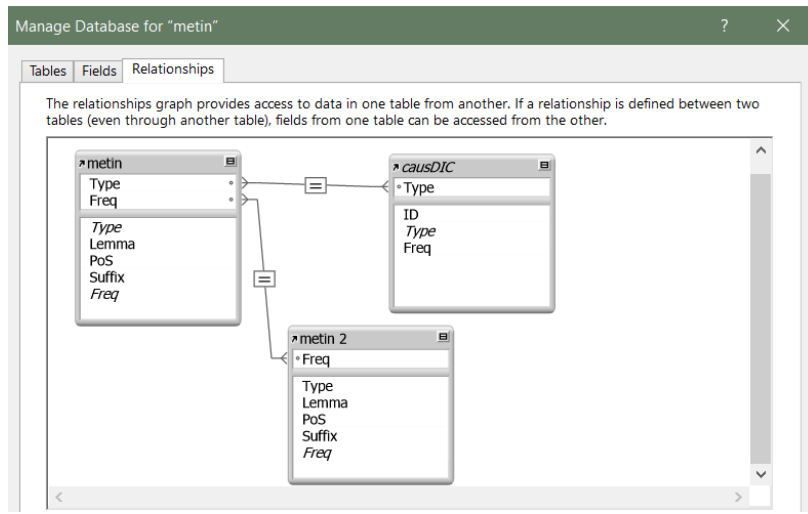 Manage Database for "metin"
?
Tables
Fields
Relationships
The relationships graph provides access to data in one table from another. If a relationship is defined between two
tables (even through another table), fields from one table can be accessed from the other.
metin
Type
Freq
Type
Lemma
PoS
Suffix
Freq
=
causDIC
Type
ID
Type
Freq
=
metin 2
Freq
Type
Lemma
PoS
Suffix
Freq